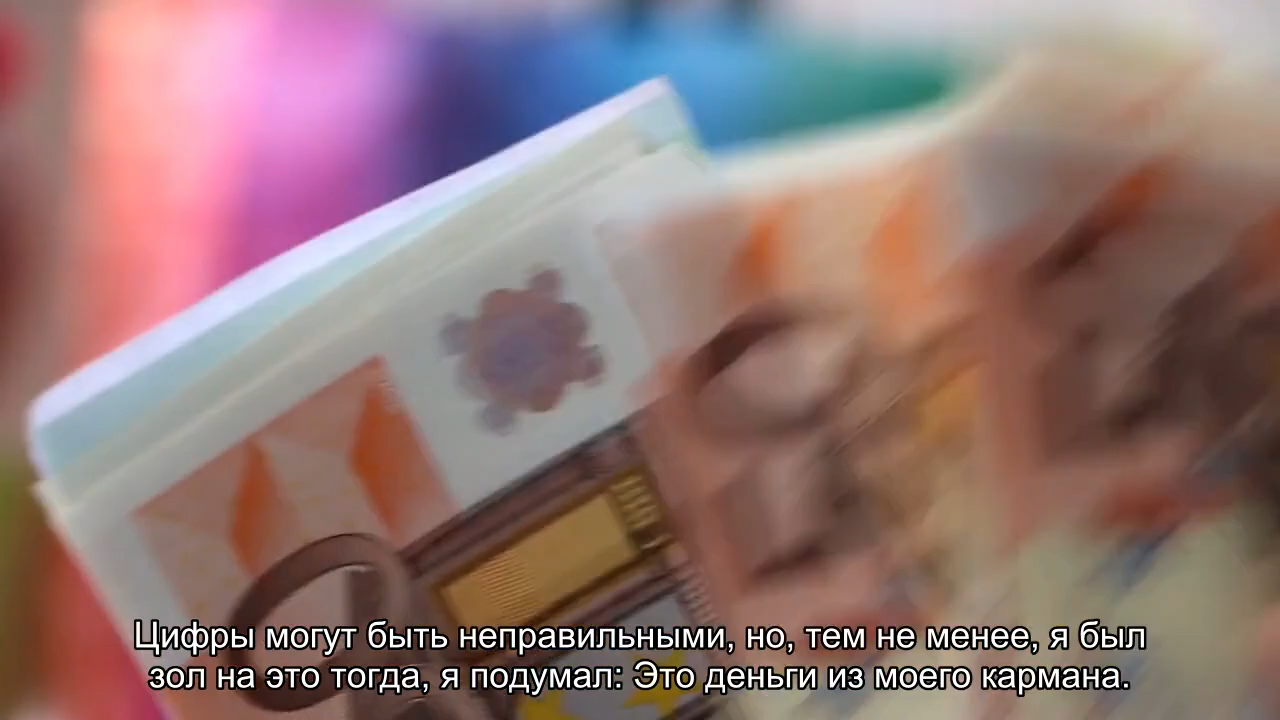 Цифры могут быть неправильными, но, тем не менее, я был
зол на это тогда, я подумал: Это деньги из моего кармана.